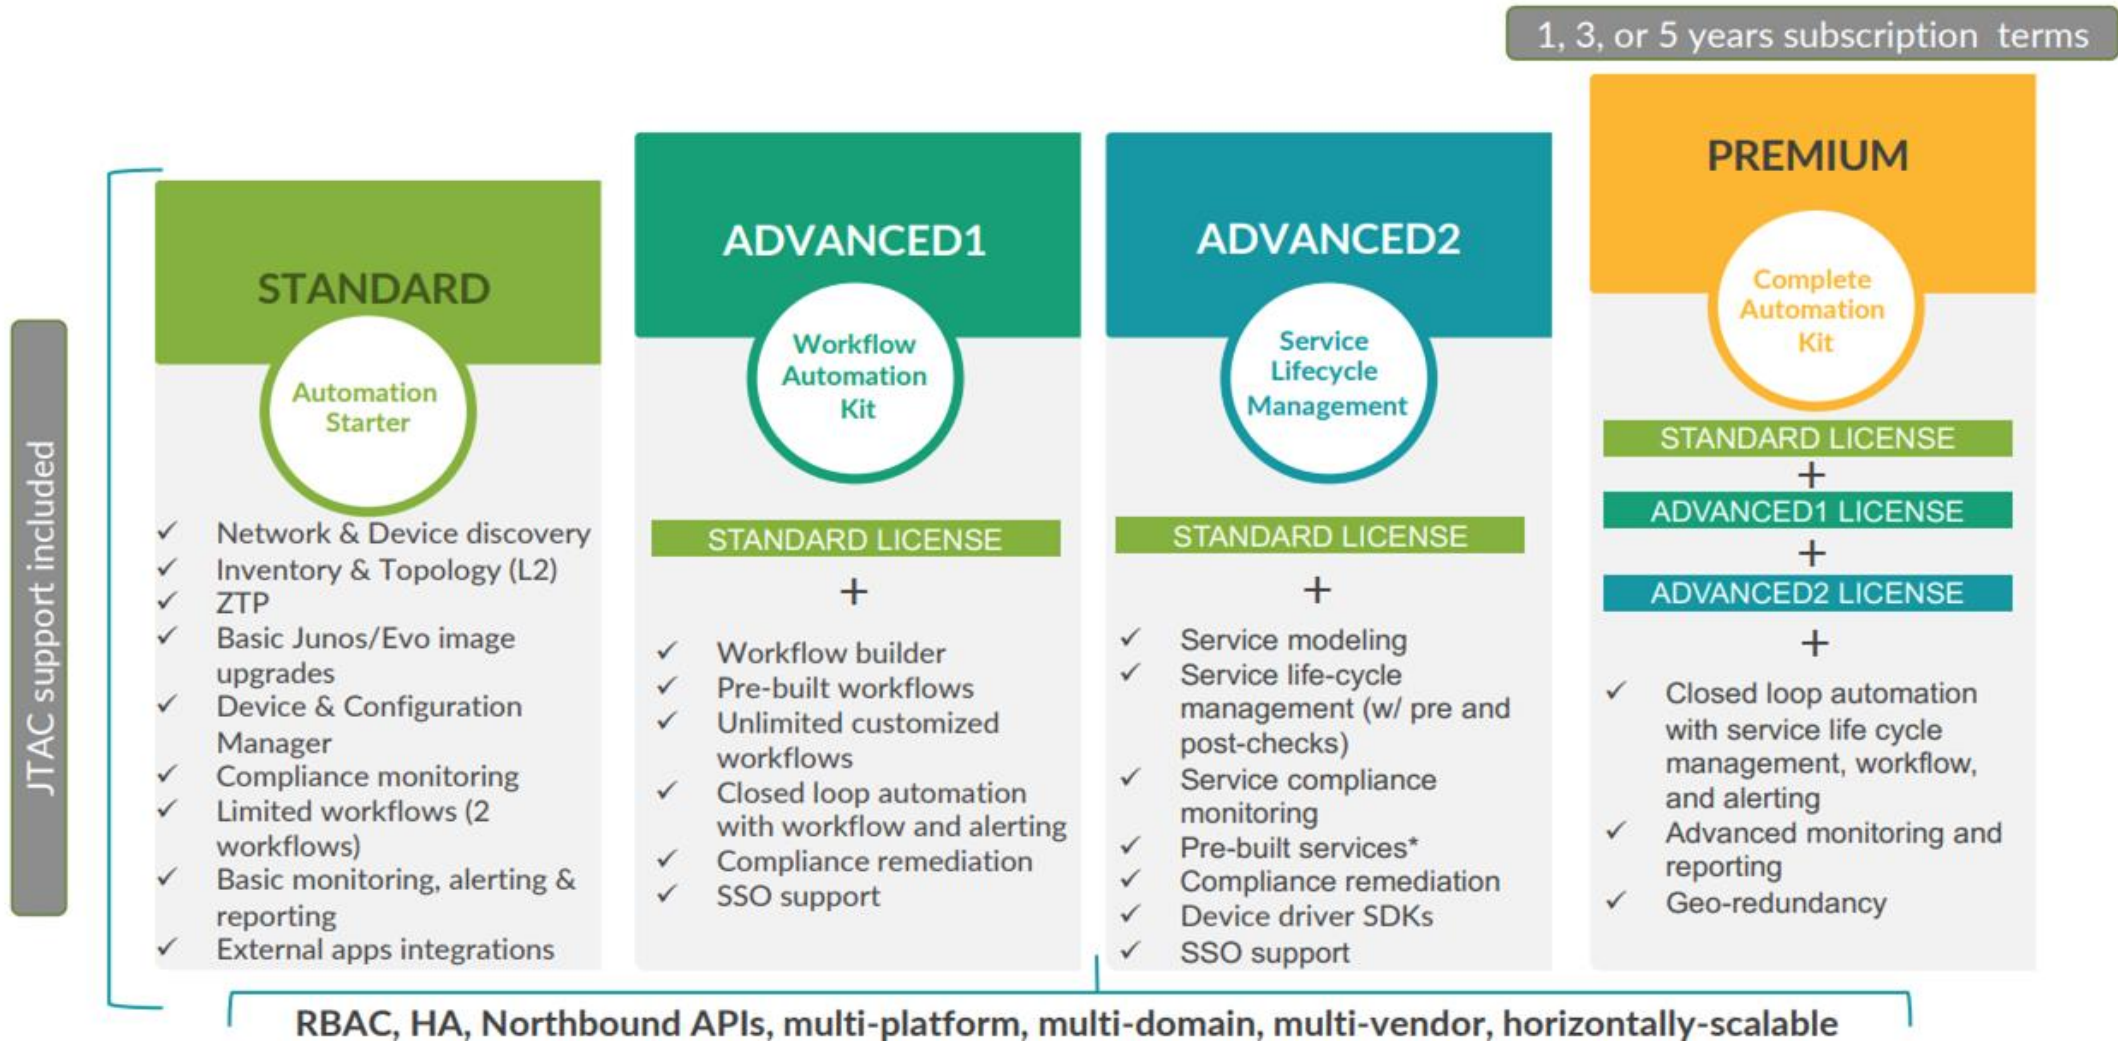 1, 3, or 5 years subscription terms
JTAC support included
STANDARD
Automation
Starter
✓ Network & Device discovery
✓ Inventory & Topology (L2)
✓ ZTP
✓ Basic Junos/Evo image
upgrades
✓ Device & Configuration
Manager
✓ Compliance monitoring
✓ Limited workflows (2
workflows)
✓ Basic monitoring, alerting &
reporting
✓ External apps integrations
ADVANCED1
Workflow
Automation
Kit
STANDARD LICENSE
+
✓ Workflow builder
✓ Pre-built workflows
✓ Unlimited customized
workflows
✓ Closed loop automation
with workflow and alerting
✓ Compliance remediation
✓ SSO support
ADVANCED2
Service
Lifecycle
Management
STANDARD LICENSE
+
✓ Service modeling
✓ Service life-cycle
management (w/ pre and
post-checks)
✓ Service compliance
monitoring
✓ Pre-built services*
✓ Compliance remediation
✓ Device driver SDKs
✓ SSO support
PREMIUM
Complete
Automation
Kit
STANDARD LICENSE
+
ADVANCED1 LICENSE
+
ADVANCED2 LICENSE
+
✓ Closed loop automation
with service life cycle
management, workflow,
and alerting
✓ Advanced monitoring and
reporting
✓ Geo-redundancy
RBAC, HA, Northbound APIs, multi-platform, multi-domain, multi-vendor, horizontally-scalable